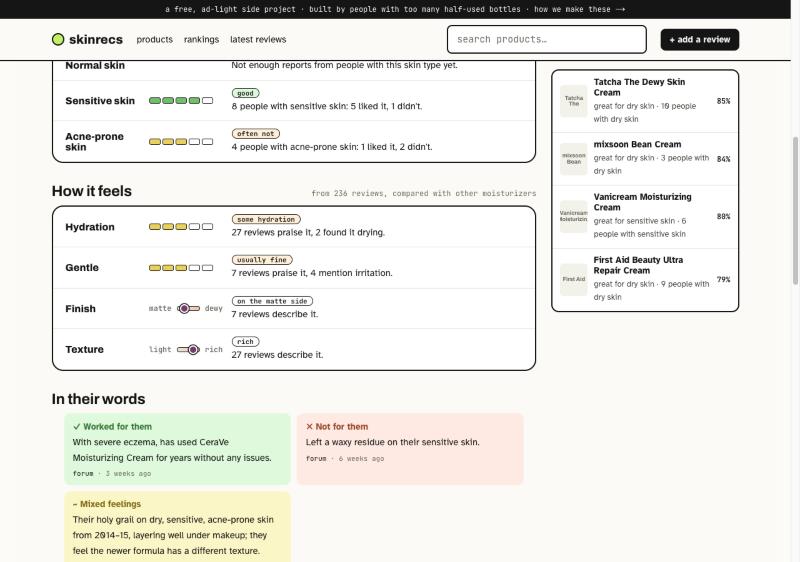 a free, ad-light side project · built by people with too many half-used bottles · how we make these →
skinrecs
products
rankings
latest reviews
search products…
+ add a review
Normal skin
Not enough reports from people with this skin type yet.
Sensitive skin
good
8 people with sensitive skin: 5 liked it, 1 didn't.
Acne-prone
skin
often not
4 people with acne-prone skin: 1 liked it, 2 didn't.
How it feels
from 236 reviews, compared with other moisturizers
Hydration
some hydration
27 reviews praise it, 2 found it drying.
Gentle
usually fine
7 reviews praise it, 4 mention irritation.
Finish
matte
dewy
on the matte side
7 reviews describe it.
Texture
light
rich
rich
27 reviews describe it.
In their words
✓ Worked for them
With severe eczema, has used CeraVe
Moisturizing Cream for years without any issues.
forum · 3 weeks ago
✕ Not for them
Left a waxy residue on their sensitive skin.
forum · 6 weeks ago
~ Mixed feelings
Their holy grail on dry, sensitive, acne-prone skin
from 2014–15, layering well under makeup; they
feel the newer formula has a different texture.
Tatcha
The
Tatcha The Dewy Skin
Cream
great for dry skin · 10 people
with dry skin
85%
mixsoon
Bean
mixsoon Bean Cream
great for dry skin · 3 people with
dry skin
84%
Vanicream
Moisturizin
Vanicream Moisturizing
Cream
great for sensitive skin · 6
people with sensitive skin
80%
First Aid
First Aid Beauty Ultra
Repair Cream
great for dry skin · 9 people with
dry skin
79%